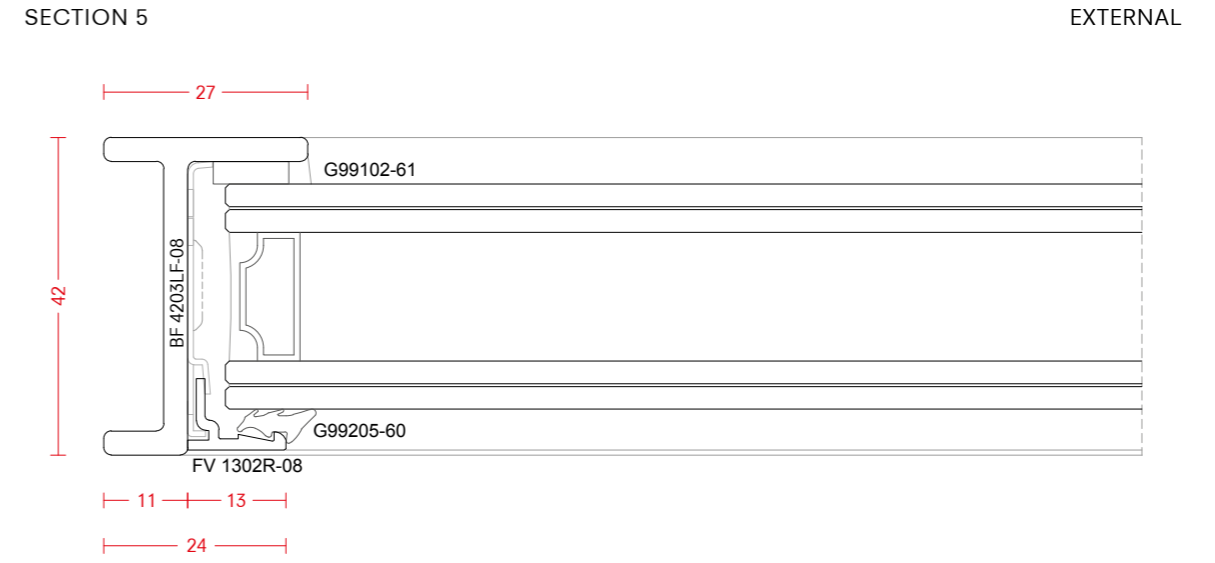 SECTION 5
EXTERNAL
27
G99102-61
BF 4203LF-08
42
G99205-60
FV 1302R-08
11
13
24